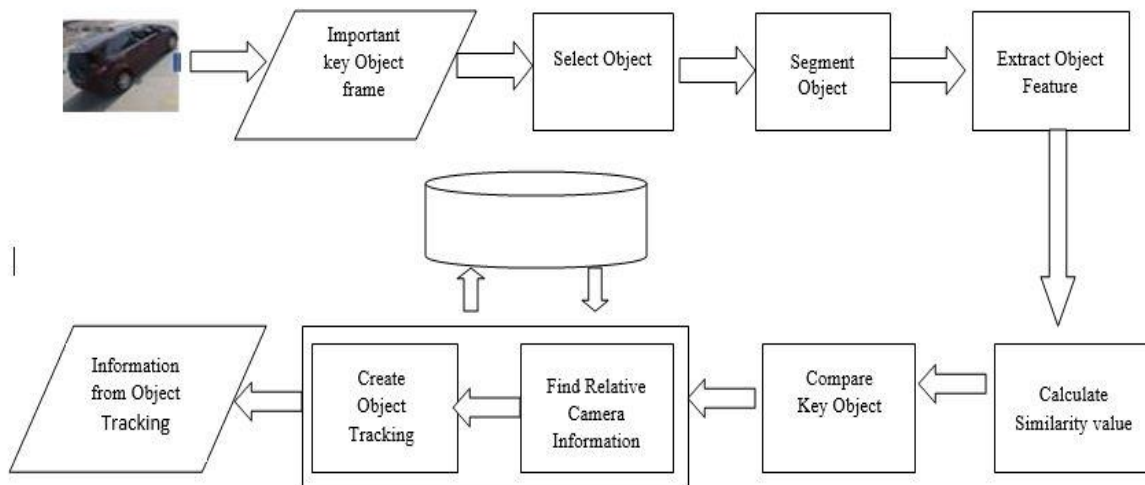 Important
key Object
frame
Select Object
Segment
Object
Extract Object
Feature
Information
from Object
Tracking
Create
Object
Tracking
Find Relative
Camera
Information
Compare
Key Object
Calculate
Similarity value